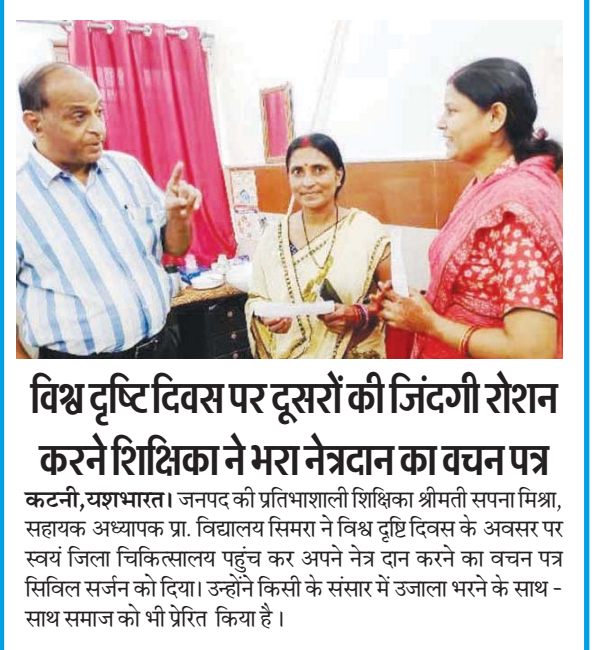 विश्व दृष्टि दिवस पर दूसरों की जिंदगी रोशन
करने शिक्षिका ने भरा नेत्रदान का वचन पत्र
कटनी,यशभारत। जनपद की प्रतिभाशाली शिक्षिका श्रीमती सपना मिश्रा,
सहायक अध्यापक प्रा. विद्यालय सिमरा ने विश्व दृष्टि दिवस के अवसर पर
स्वयं जिला चिकित्सालय पहुंच कर अपने नेत्र दान करने का वचन पत्र
सिविल सर्जन को दिया। उन्होंने किसी के संसार में उजाला भरने के साथ -
साथ समाज को भी प्रेरित किया है ।